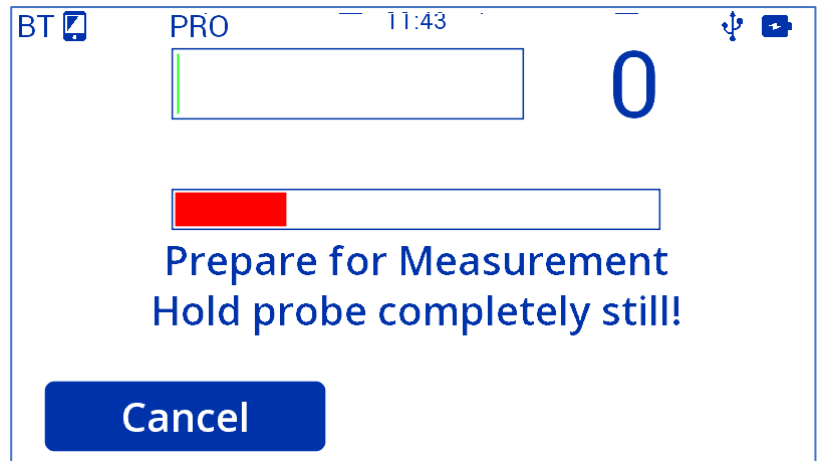 BT PRO 11:43
0
Prepare for Measurement
Hold probe completely still!
Cancel